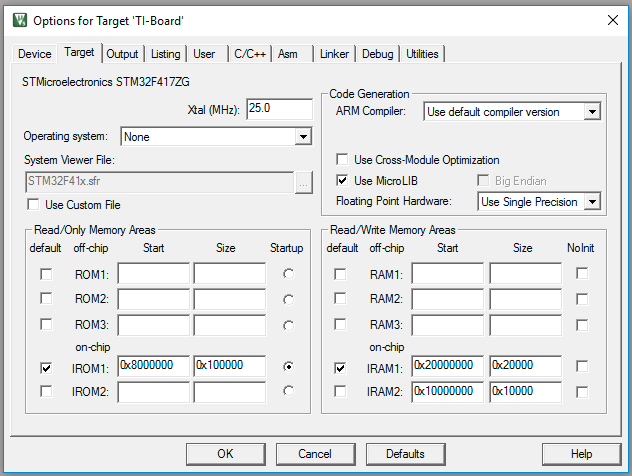 Options for Target 'TI-Board'
Device Target Output Listing User C/C++ Asm Linker Debug Utilities
STMicroelectronics STM32F417ZG
Xtal (MHz): 25.0
Operating system: None
System Viewer File:
STM32F41x.sfr ...
Use Custom File
Code Generation
ARM Compiler: Use default compiler version
Use Cross-Module Optimization
Use MicroLIB Big Endian
Floating Point Hardware: Use Single Precision
Read/Only Memory Areas
default off-chip Start Size Startup
ROM1:
ROM2:
ROM3:
on-chip
IROM1: 0x8000000 0x100000
IROM2:
Read/Write Memory Areas
default off-chip Start Size NoInit
RAM1:
RAM2:
RAM3:
on-chip
IRAM1: 0x20000000 0x20000
IRAM2: 0x10000000 0x10000
OK Cancel Defaults Help